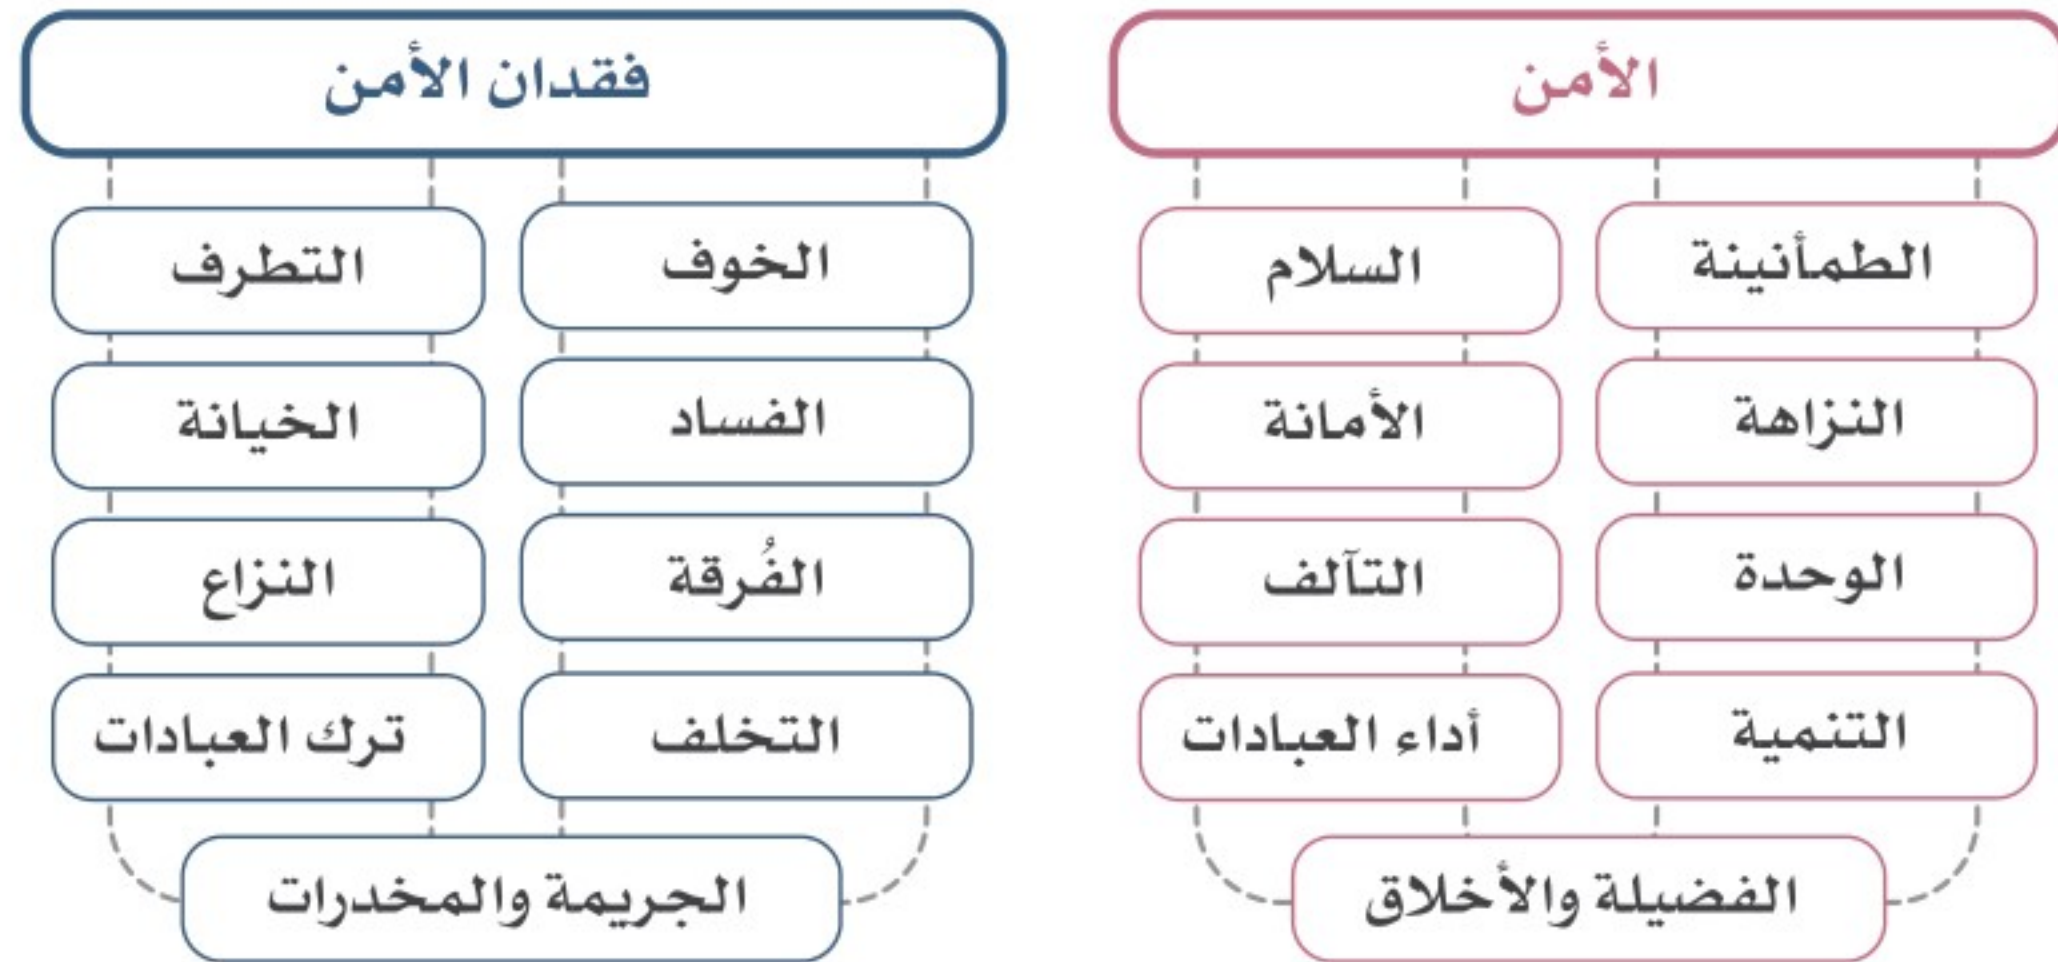 الأمن
الطمأنينة
السلام
النزاهة
الأمانة
الوحدة
التآلف
التنمية
أداء العبادات
الفضيلة والأخلاق
فقدان الأمن
الخوف
التطرف
الفساد
الخيانة
الفُرقة
النزاع
التخلف
ترك العبادات
الجريمة والمخدرات